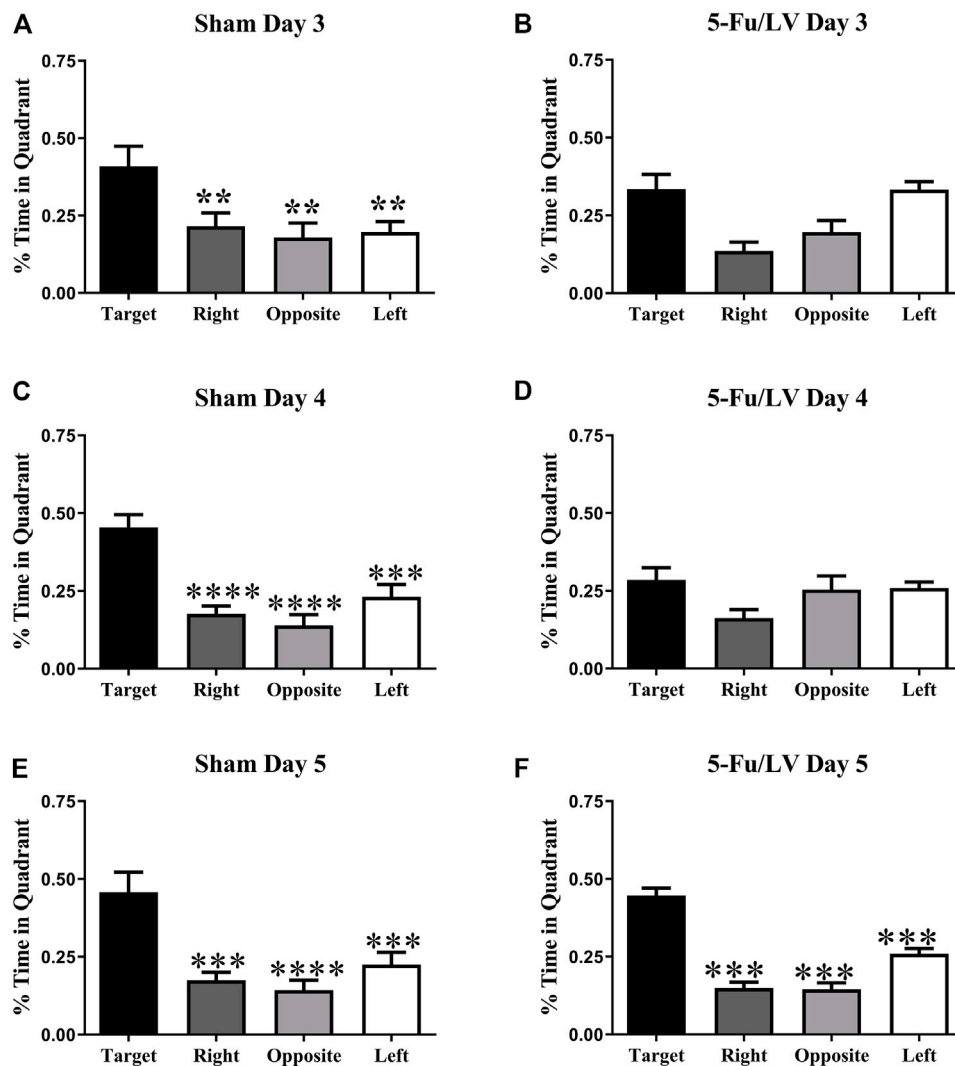 A
Sham Day 3
% Time in Quadrant
0.75
0.50
0.25
0.00
**
**
**
Target Right Opposite Left
B
5-Fu/LV Day 3
% Time in Quadrant
0.75
0.50
0.25
0.00
Target Right Opposite Left
C
Sham Day 4
% Time in Quadrant
0.75
0.50
0.25
0.00
****
****
***
Target Right Opposite Left
D
5-Fu/LV Day 4
% Time in Quadrant
0.75
0.50
0.25
0.00
Target Right Opposite Left
E
Sham Day 5
% Time in Quadrant
0.75
0.50
0.25
0.00
***
****
***
Target Right Opposite Left
F
5-Fu/LV Day 5
% Time in Quadrant
0.75
0.50
0.25
0.00
***
***
***
Target Right Opposite Left